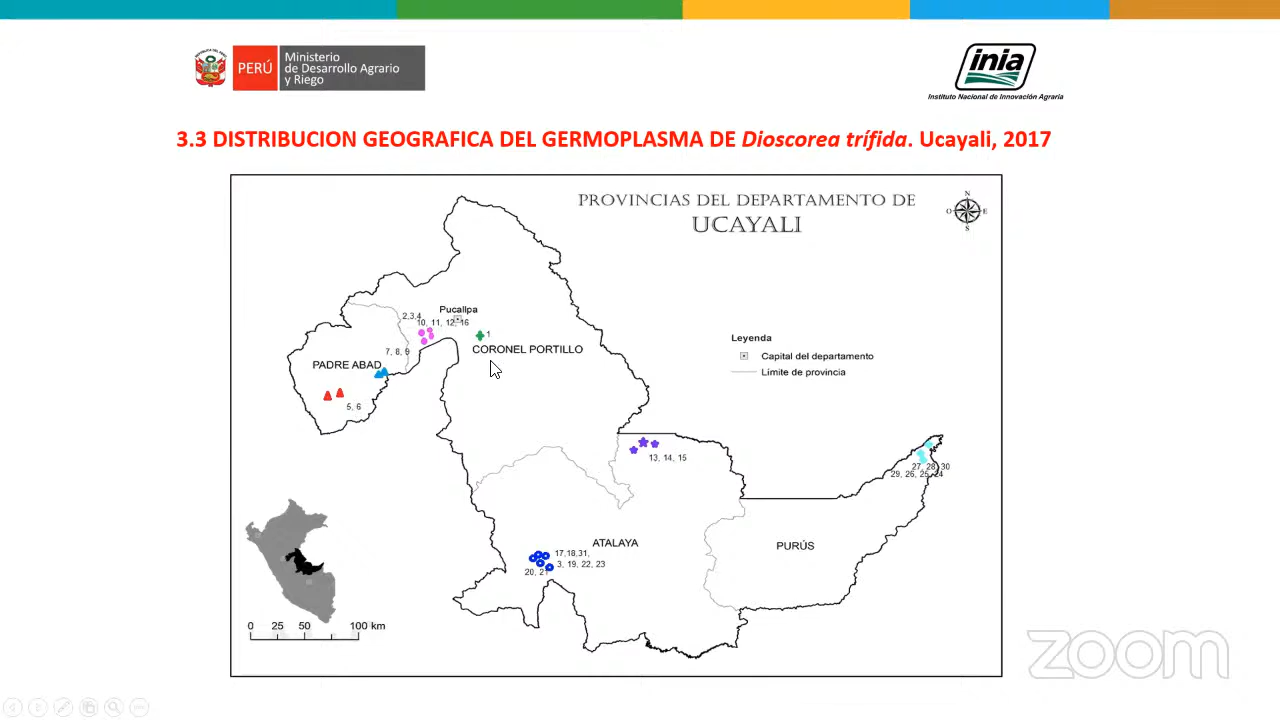 REPUBLICA DEL PERU
PERÚ
Ministerio
de Desarrollo Agrario
y Riego
inia
Instituto Nacional de Innovación Agraria
3.3 DISTRIBUCION GEOGRAFICA DEL GERMOPLASMA DE Dioscorea trífida. Ucayali, 2017
PROVINCIAS DEL DEPARTAMENTO DE
UCAYALI
N
O E
S
Pucallpa
2,3,4
10, 11, 12, 16
1
7, 8, 9
CORONEL PORTILLO
PADRE ABAD
5, 6
Leyenda
Capital del departamento
Límite de provincia
13, 14, 15
27, 28, 30
29, 26, 25, 24
ATALAYA
PURÚS
17,18,31,
3, 19, 22, 23
20, 21
0 25 50 100 km
zoom